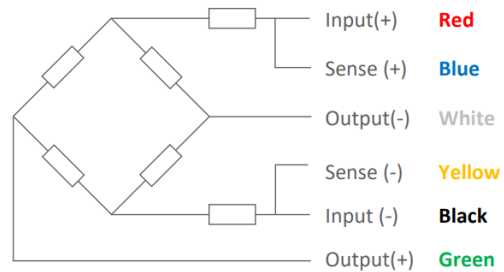 Input(+) Red
Sense (+) Blue
Output(-) White
Sense (-) Yellow
Input (-) Black
Output(+) Green